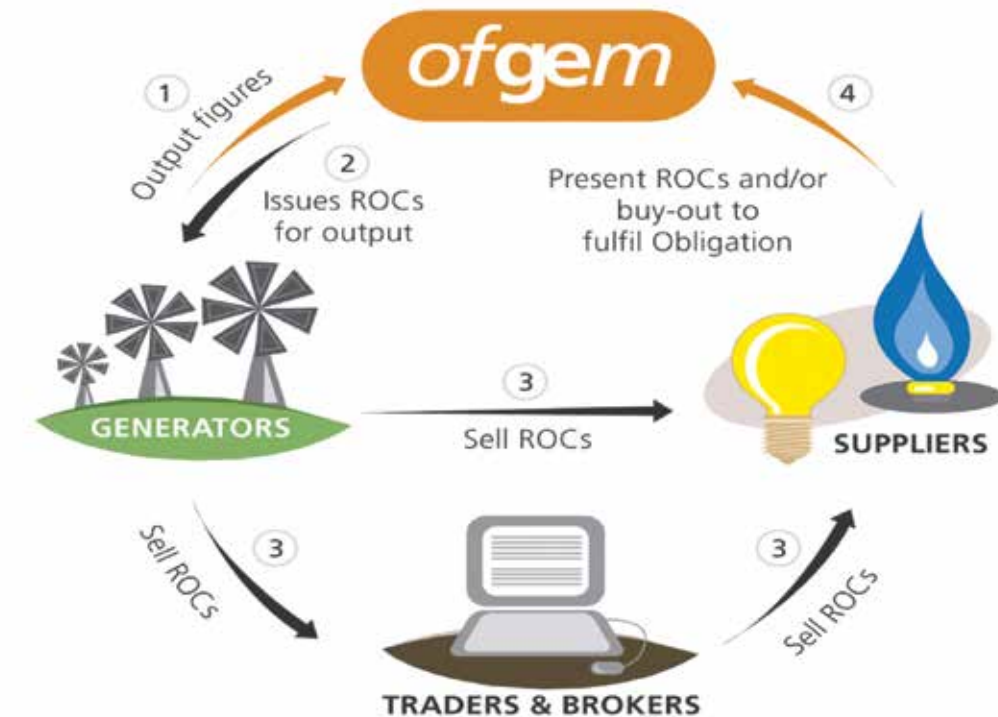 ofgem
1
Output figures
2
Issues ROCs
for output
4
Present ROCs and/or
buy-out to
fulfil Obligation
GENERATORS
3
Sell ROCs
SUPPLIERS
3
Sell ROCs
3
Sell ROCs
TRADERS & BROKERS